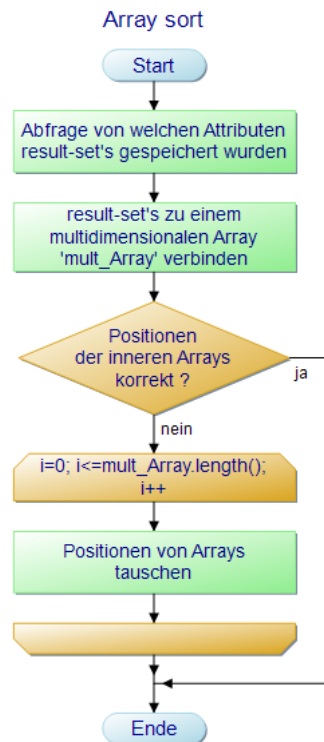 Array sort
Start
Abfrage von welchen Attributen
result-set's gespeichert wurden
result-set's zu einem
multidimensionalen Array
'mult_Array' verbinden
Positionen
der inneren Arrays
korrekt ?
ja
nein
i=0; i<=mult_Array.length();
i++
Positionen von Arrays
tauschen
Ende